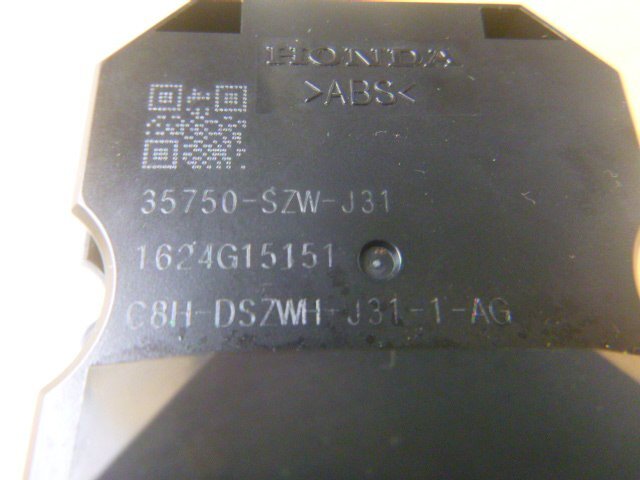 HONDA
>ABS<
35750-SZW-J31
1624G15151
C8H-DSZWH-J31-1-AG